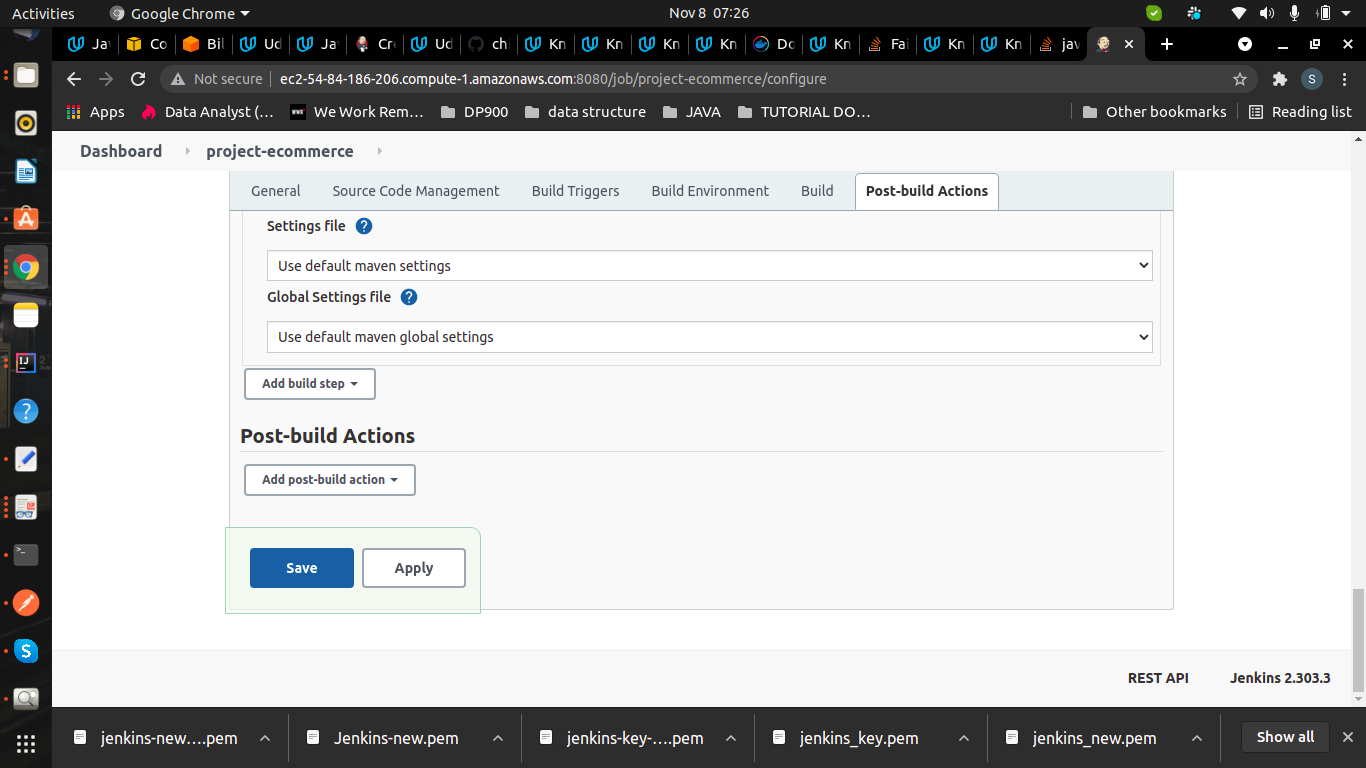 Activities Google Chrome Nov 8 07:26
Jav Co Bil Ud Jav Cro Ud ch Kn Kn Kn Kn Do Kn Fai Kn Kn jav
Not secure ec2-54-84-186-206.compute-1.amazonaws.com:8080/job/project-ecommerce/configure S
Apps Data Analyst (... We Work Rem... DP900 data structure JAVA TUTORIAL DO... Other bookmarks Reading list
Dashboard project-ecommerce
General Source Code Management Build Triggers Build Environment Build Post-build Actions
Settings file ?
Use default maven settings
Global Settings file ?
Use default maven global settings
Add build step
Post-build Actions
Add post-build action
Save Apply
REST API Jenkins 2.303.3
jenkins-new....pem Jenkins-new.pem jenkins-key-....pem jenkins_key.pem jenkins_new.pem Show all